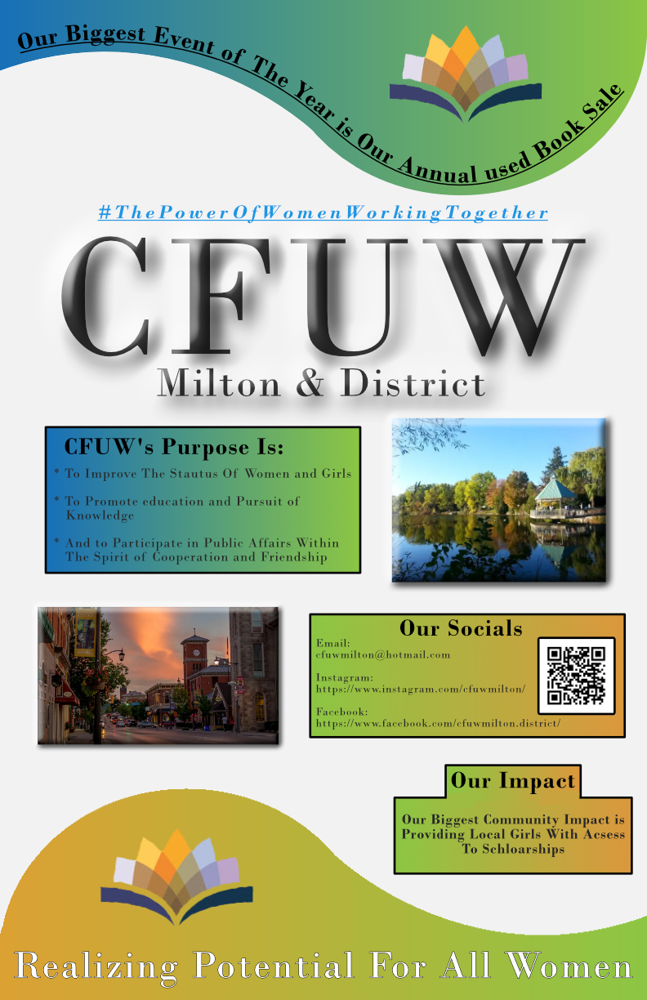 Our Biggest Event of The Year is Our Annual used Book Sale
#ThePowerOfWomenWorkingTogether
CFUW
Milton & District
CFUW's Purpose Is:
* To Improve The Stautus Of Women and Girls
* To Promote education and Pursuit of
Knowledge
* And to Participate in Public Affairs Within
The Spirit of Cooperation and Friendship
Our Socials
Email:
cfuwmilton@hotmail.com
Instagram:
https://www.instagram.com/cfuwmilton/
Facebook:
https://www.facebook.com/cfuwmilton.district/
Our Impact
Our Biggest Community Impact is
Providing Local Girls With Acsess
To Schloarships
Realizing Potential For All Women